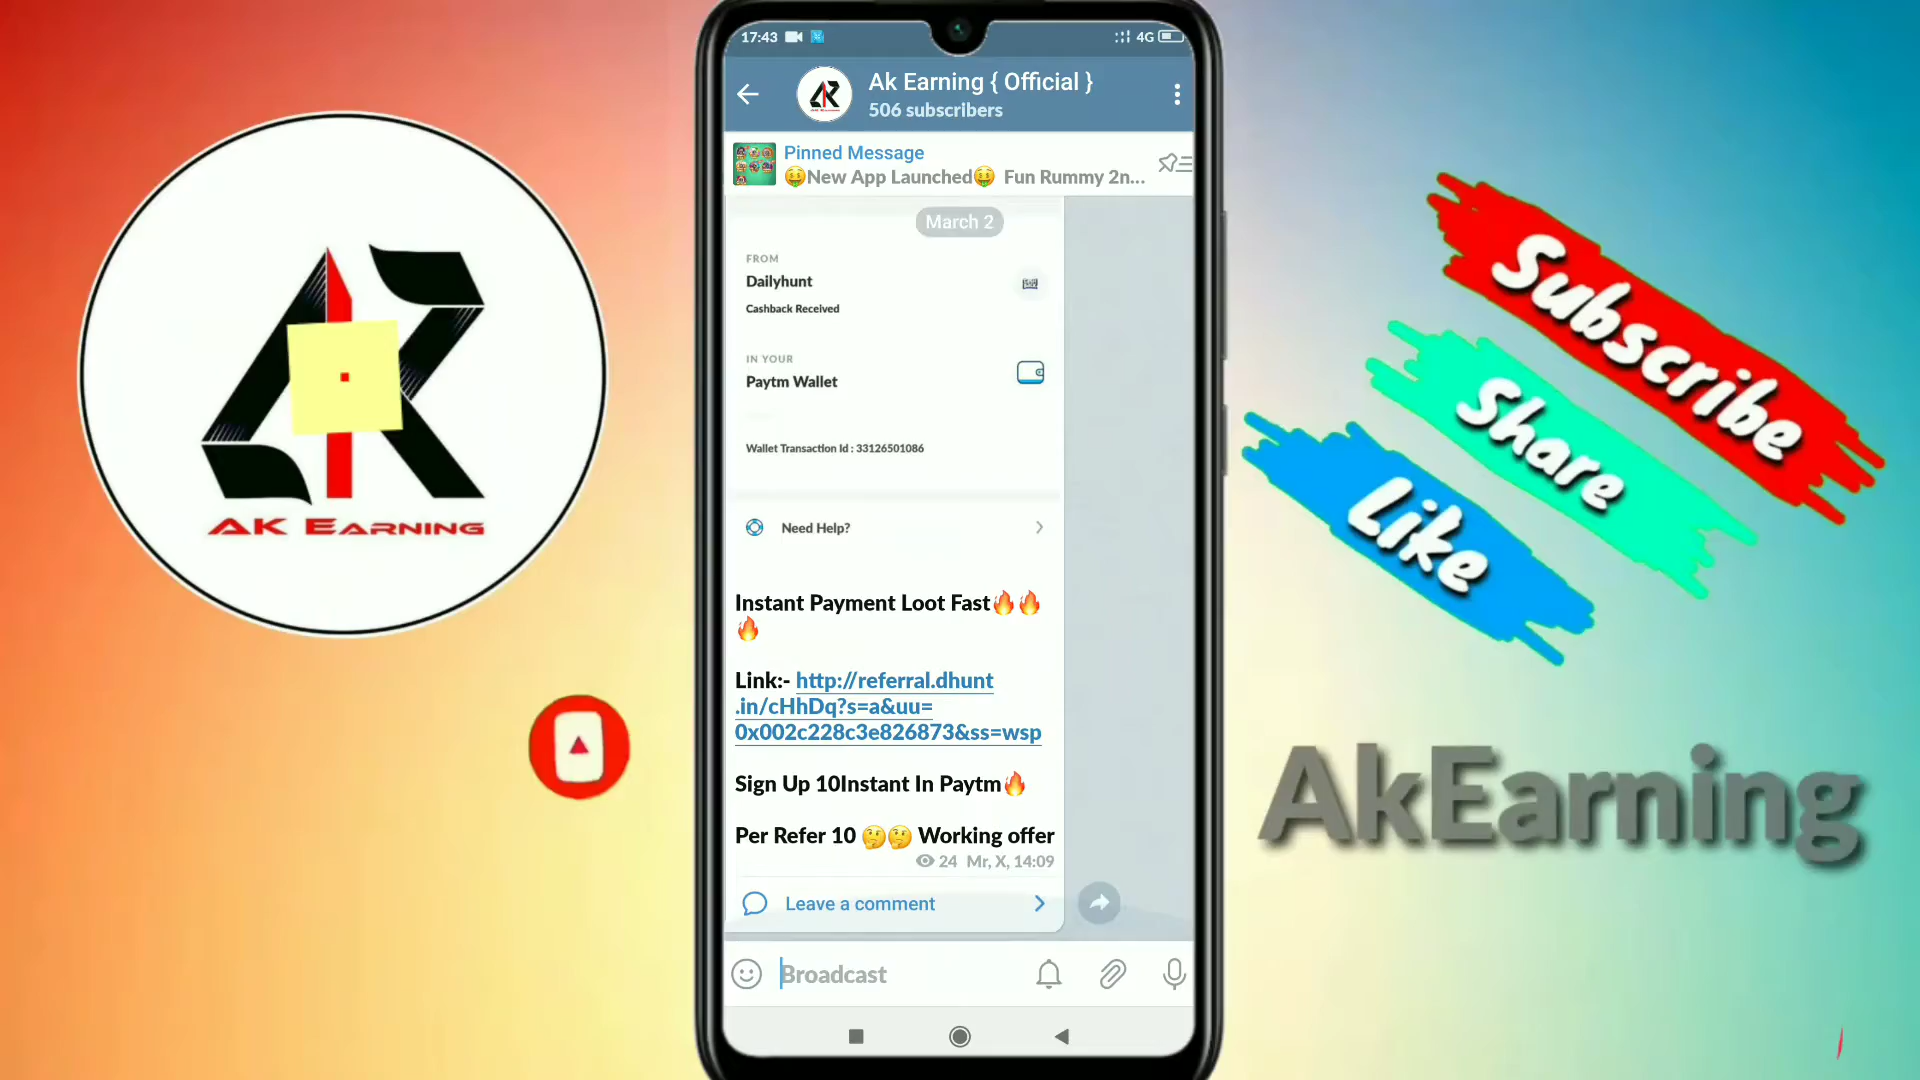 AK EARNING
17:43
4G
Ak Earning { Official }
506 subscribers
Pinned Message
🤑New App Launched🤑 Fun Rummy 2n...
March 2
FROM
Dailyhunt
Cashback Received
IN YOUR
Paytm Wallet
Wallet Transaction Id : 33126501086
Need Help?
Instant Payment Loot Fast🔥🔥
🔥
Link:- http://referral.dhunt
.in/cHhDq?s=a&uu=
0x002c228c3e826873&ss=wsp
Sign Up 10Instant In Paytm🔥
Per Refer 10 🤔🤔 Working offer
24 Mr, X, 14:09
Leave a comment
Broadcast
Subscribe
Share
Like
AkEarning